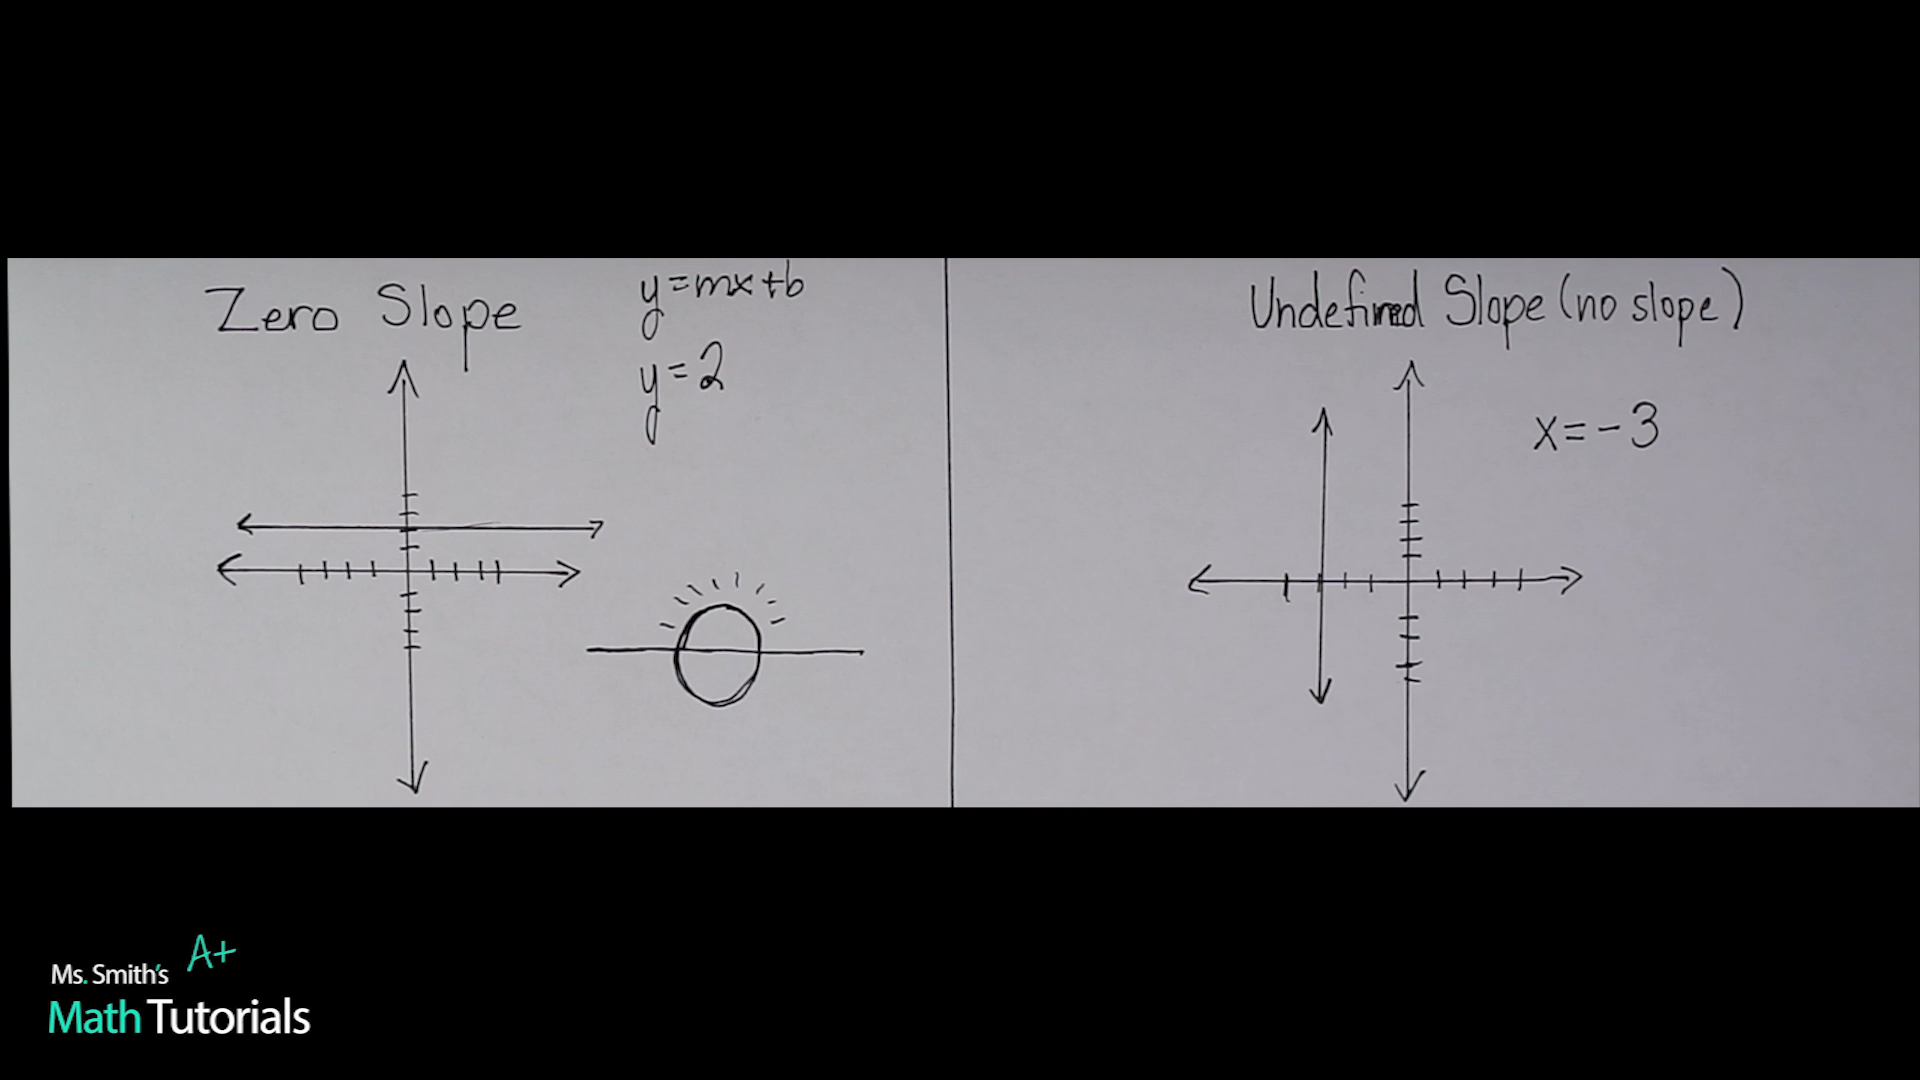 Zero Slope
y=mx+b
y=2
Undefined Slope (no slope)
x=-3
Ms. Smith's A+
Math Tutorials